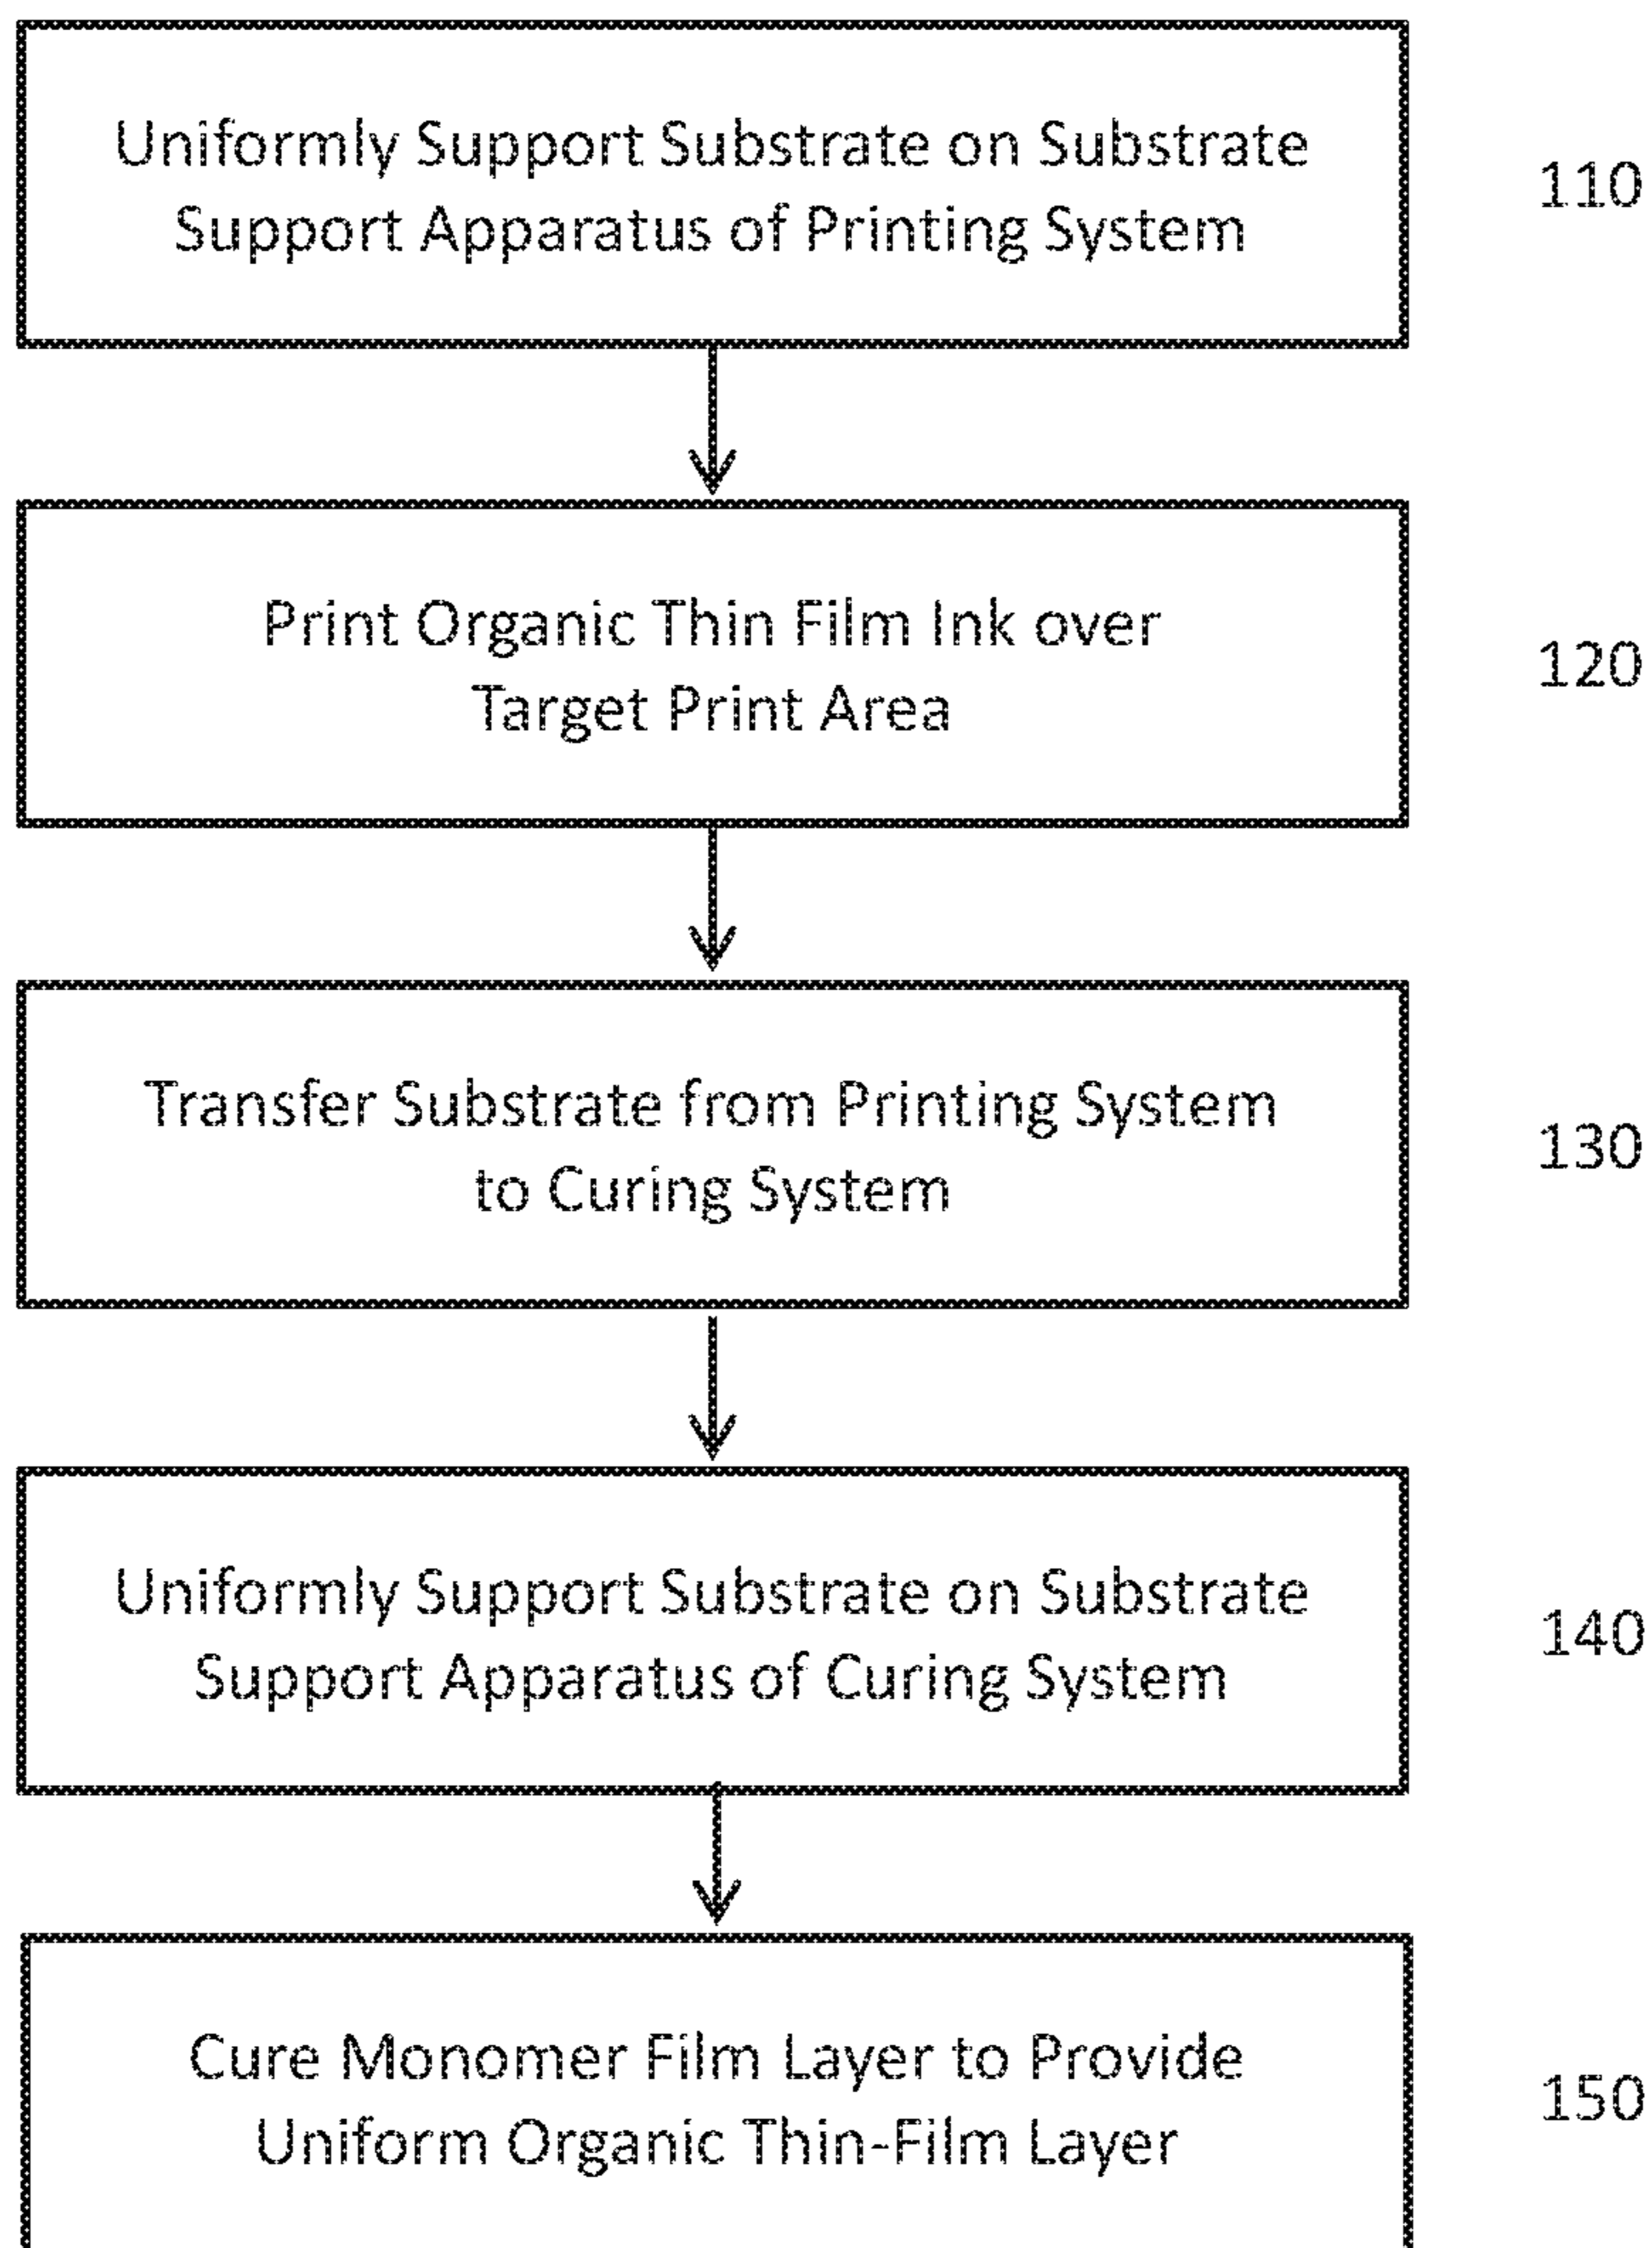 Uniformly Support Substrate on Substrate
Support Apparatus of Printing System
110
Print Organic Thin Film Ink over
Target Print Area
120
Transfer Substrate from Printing System
to Curing System
130
Uniformly Support Substrate on Substrate
Support Apparatus of Curing System
140
Cure Monomer Film Layer to Provide
Uniform Organic Thin-Film Layer
150